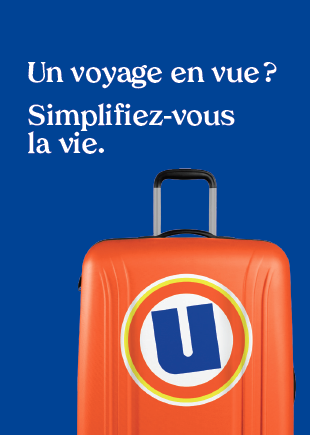 Un voyage en vue ?
Simplifiez-vous
la vie.
u